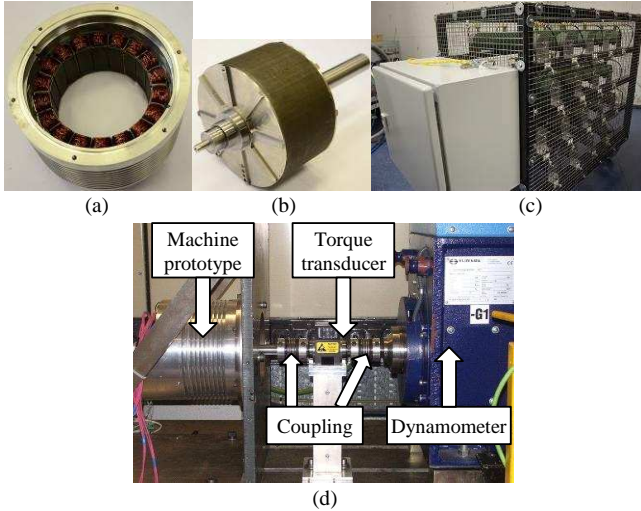 (a)
(b)
(c)
Machine
prototype
Torque
transducer
-G1
Coupling
Dynamometer
(d)